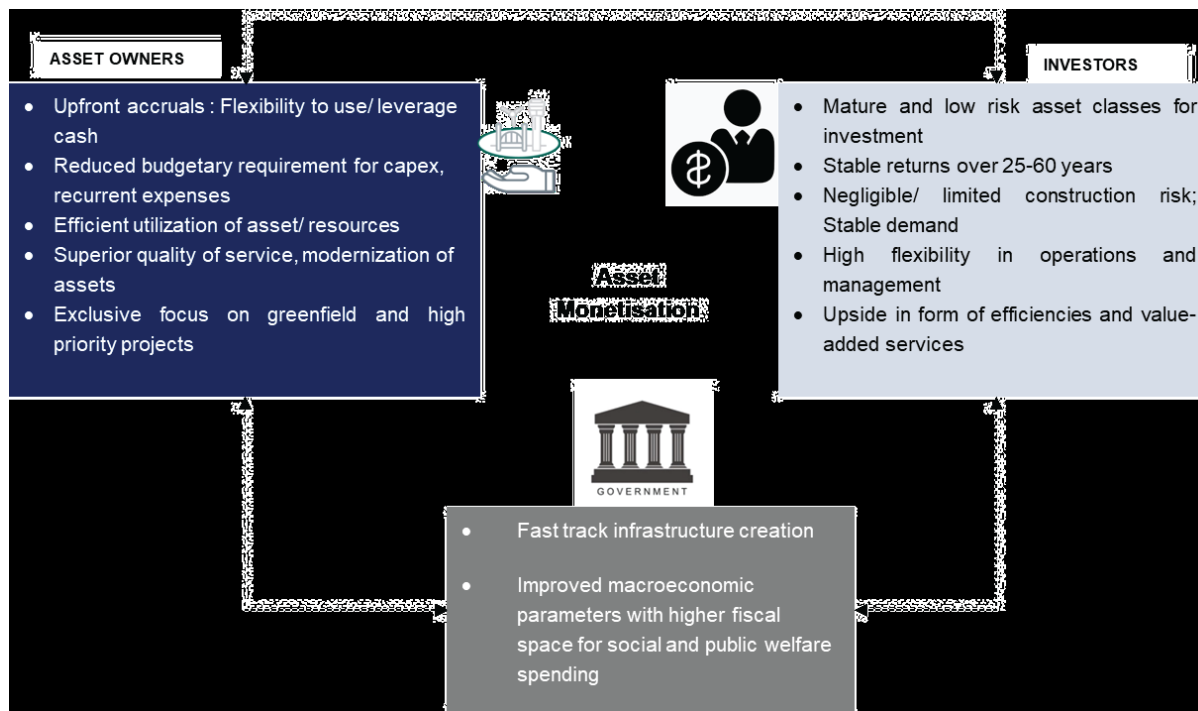 ASSET OWNERS
• Upfront accruals : Flexibility to use/ leverage
cash
• Reduced budgetary requirement for capex,
recurrent expenses
• Efficient utilization of asset/ resources
• Superior quality of service, modernization of
assets
• Exclusive focus on greenfield and high
priority projects
INVESTORS
• Mature and low risk asset classes for
investment
• Stable returns over 25-60 years
• Negligible/ limited construction risk;
Stable demand
• High flexibility in operations and
management
• Upside in form of efficiencies and value-
added services
Asset
Monetisation
GOVERNMENT
• Fast track infrastructure creation
• Improved macroeconomic
parameters with higher fiscal
space for social and public welfare
spending